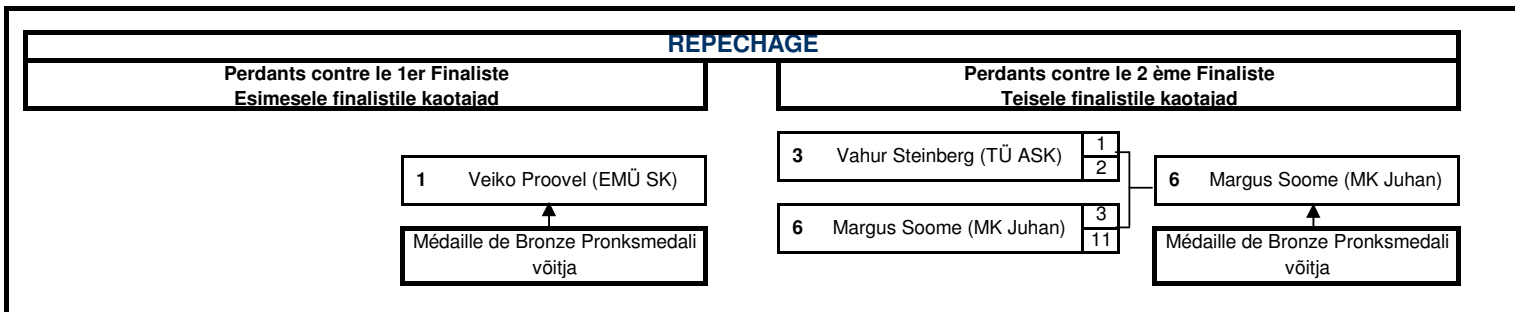 REPECHAGE
Perdants contre le 1er Finaliste
Esimesele finalistile kaotajad
Perdants contre le 2 ème Finaliste
Teisele finalistile kaotajad
1 Veiko Proovel (EMÜ SK)
Médaille de Bronze Pronksmedali
võitja
3 Vahur Steinberg (TÜ ASK) 1
2
6 Margus Soome (MK Juhan) 3
11
6 Margus Soome (MK Juhan)
Médaille de Bronze Pronksmedali
võitja